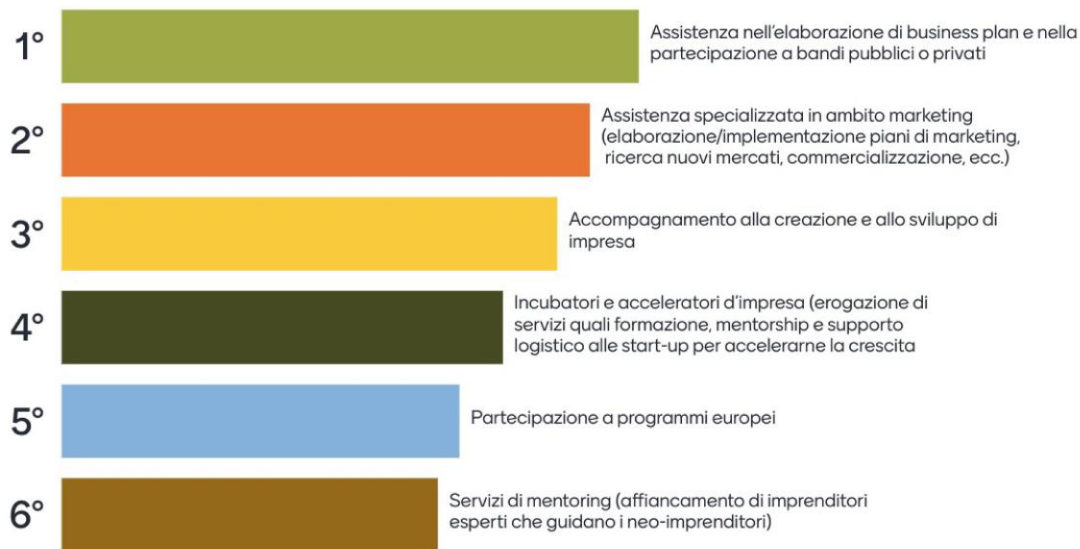 1°
Assistenza nell'elaborazione di business plan e nella
partecipazione a bandi pubblici o privati
2°
Assistenza specializzata in ambito marketing
(elaborazione/implementazione piani di marketing,
ricerca nuovi mercati, commercializzazione, ecc.)
3°
Accompagnamento alla creazione e allo sviluppo di
impresa
4°
Incubatori e acceleratori d'impresa (erogazione di
servizi quali formazione, mentorship e supporto
logistico alle start-up per accelerarne la crescita
5°
Partecipazione a programmi europei
6°
Servizi di mentoring (affiancamento di imprenditori
esperti che guidano i neo-imprenditori)